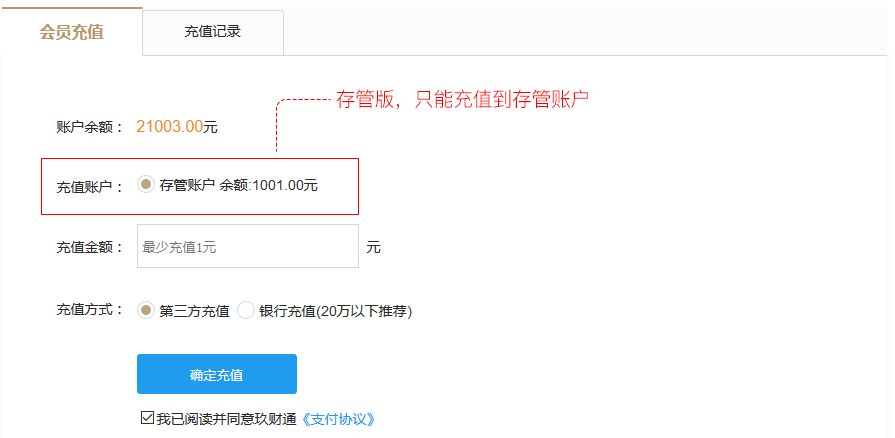 会员充值 充值记录
存管版，只能充值到存管账户
账户余额： 21003.00元
充值账户： 存管账户 余额:1001.00元
充值金额： 最少充值1元 元
充值方式： 第三方充值 银行充值(20万以下推荐)
确定充值
我已阅读并同意玖财通《支付协议》